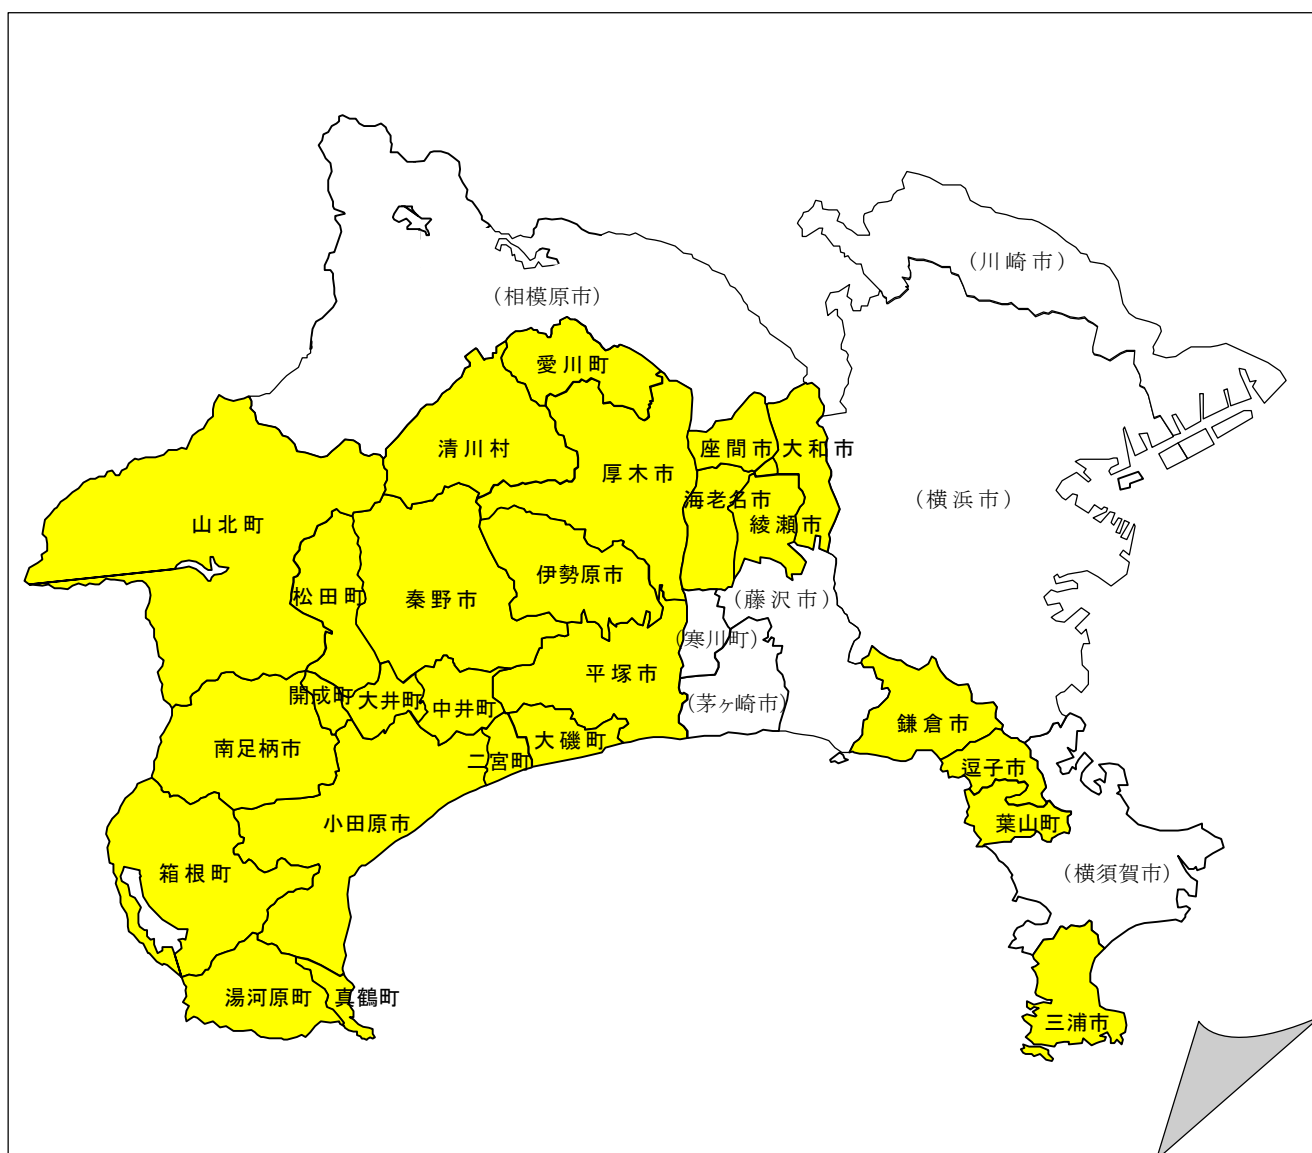 （川崎市）
（相模原市）
愛川町
清川村
座間市
大和市
厚木市
海老名市
（横浜市）
山北町
綾瀬市
伊勢原市
松田町
秦野市
（藤沢市）
（寒川町）
平塚市
開成町
大井町
中井町
（茅ヶ崎市）
鎌倉市
南足柄市
大磯町
二宮町
逗子市
小田原市
葉山町
箱根町
（横須賀市）
湯河原町
真鶴町
三浦市